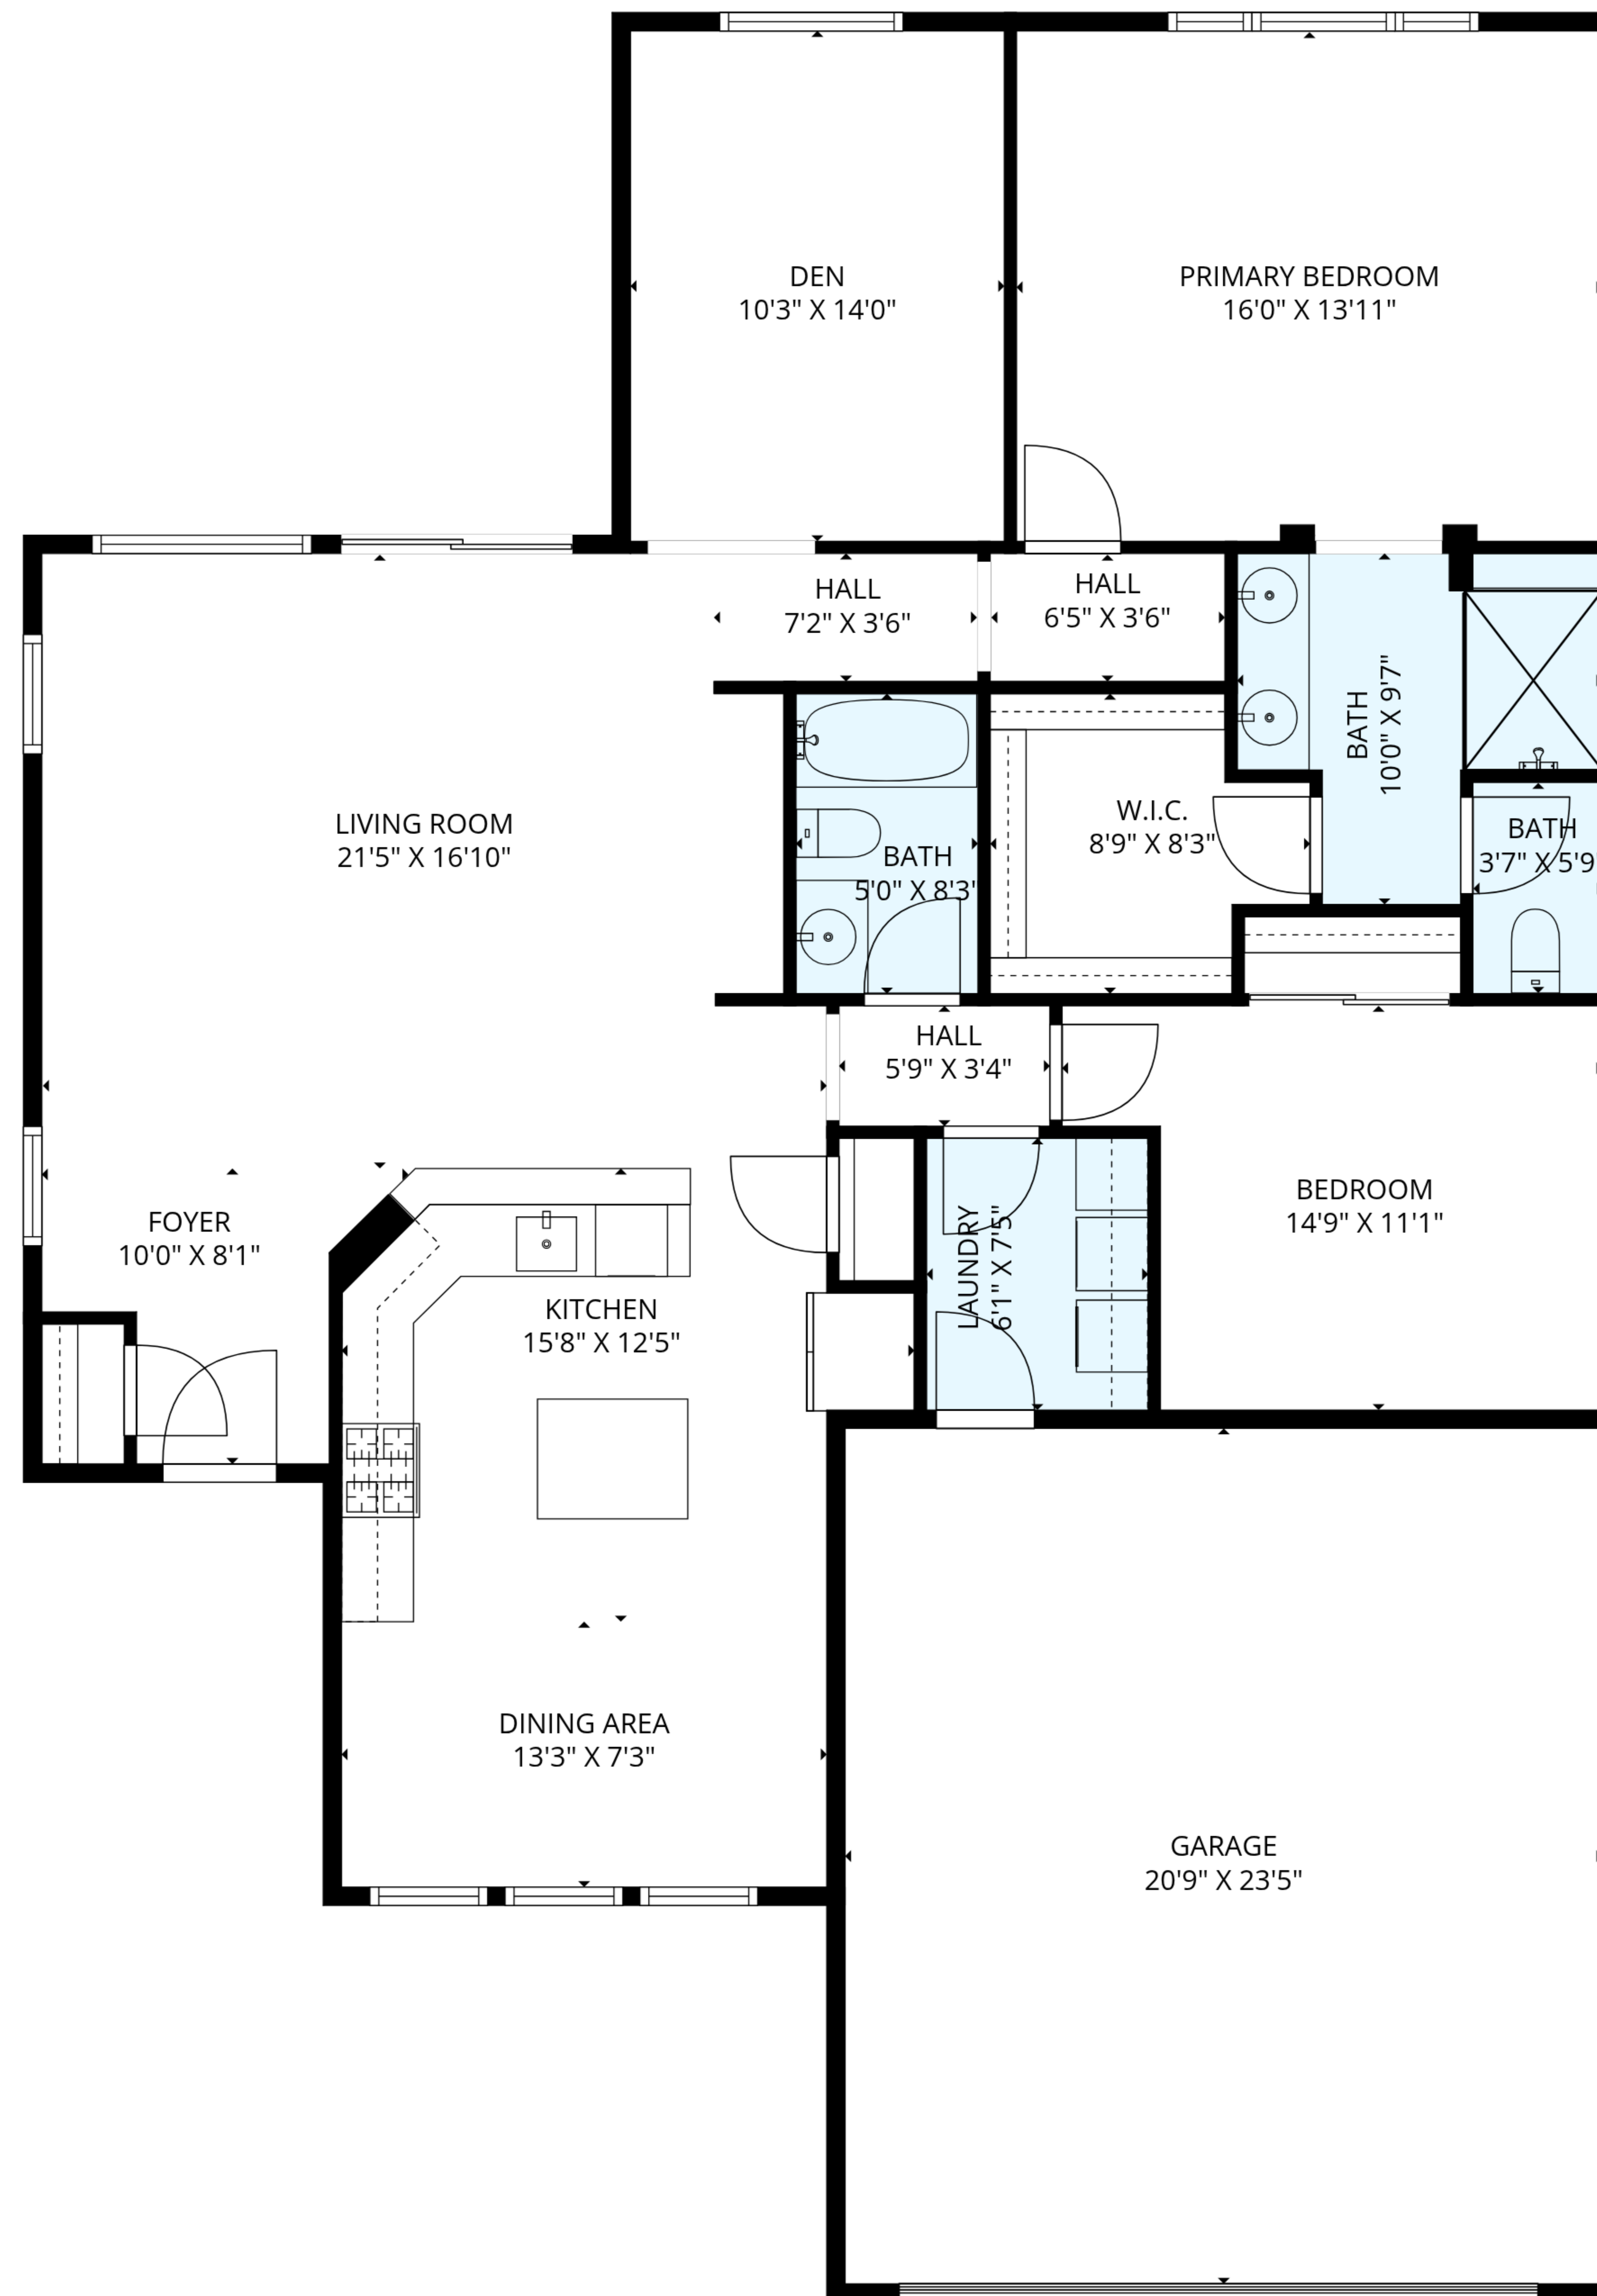 DEN
10'3" X 14'0"
PRIMARY BEDROOM
16'0" X 13'11"
HALL
7'2" X 3'6"
HALL
6'5" X 3'6"
BATH
10'0" X 9'7"
LIVING ROOM
21'5" X 16'10"
BATH
5'0" X 8'3"
W.I.C.
8'9" X 8'3"
BATH
3'7" X 5'9
HALL
5'9" X 3'4"
FOYER
10'0" X 8'1"
LAUNDRY
6'1" X 7'5"
BEDROOM
14'9" X 11'1"
KITCHEN
15'8" X 12'5"
DINING AREA
13'3" X 7'3"
GARAGE
20'9" X 23'5"